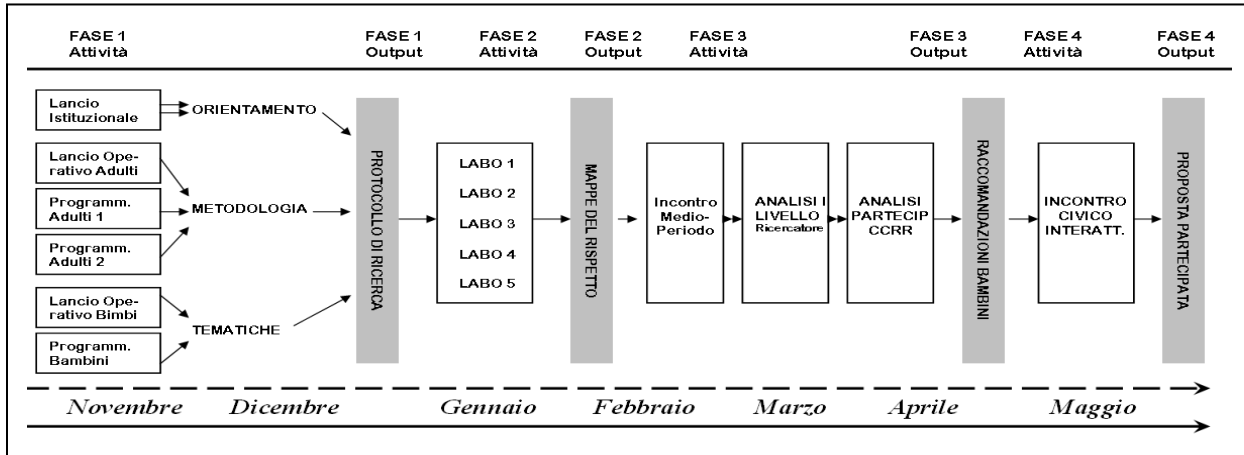 FASE 1
Attività
FASE 1
Output
FASE 2
Attività
FASE 2
Output
FASE 3
Attività
FASE 3
Output
FASE 4
Attività
FASE 4
Output
Lancio
Istituzionale
ORIENTAMENTO
Lancio Ope-
rativo Adulti
Programm.
Adulti 1
METODOLOGIA
Programm.
Adulti 2
Lancio Ope-
rativo Bimbi
TEMATICHE
Programm.
Bambini
PROTOCOLLO DI RICERCA
LABO 1
LABO 2
LABO 3
LABO 4
LABO 5
MAPPE DEL RISPETTO
Incontro
Medio-
Periodo
ANALISI I
LIVELLO
Ricercatore
ANALISI
PARTECIP
CCRR
RACCOMANDAZIONI BAMBINI
INCONTRO
CIVICO
INTERATT.
PROPOSTA PARTECIPATA
Novembre Dicembre Gennaio Febbraio Marzo Aprile Maggio